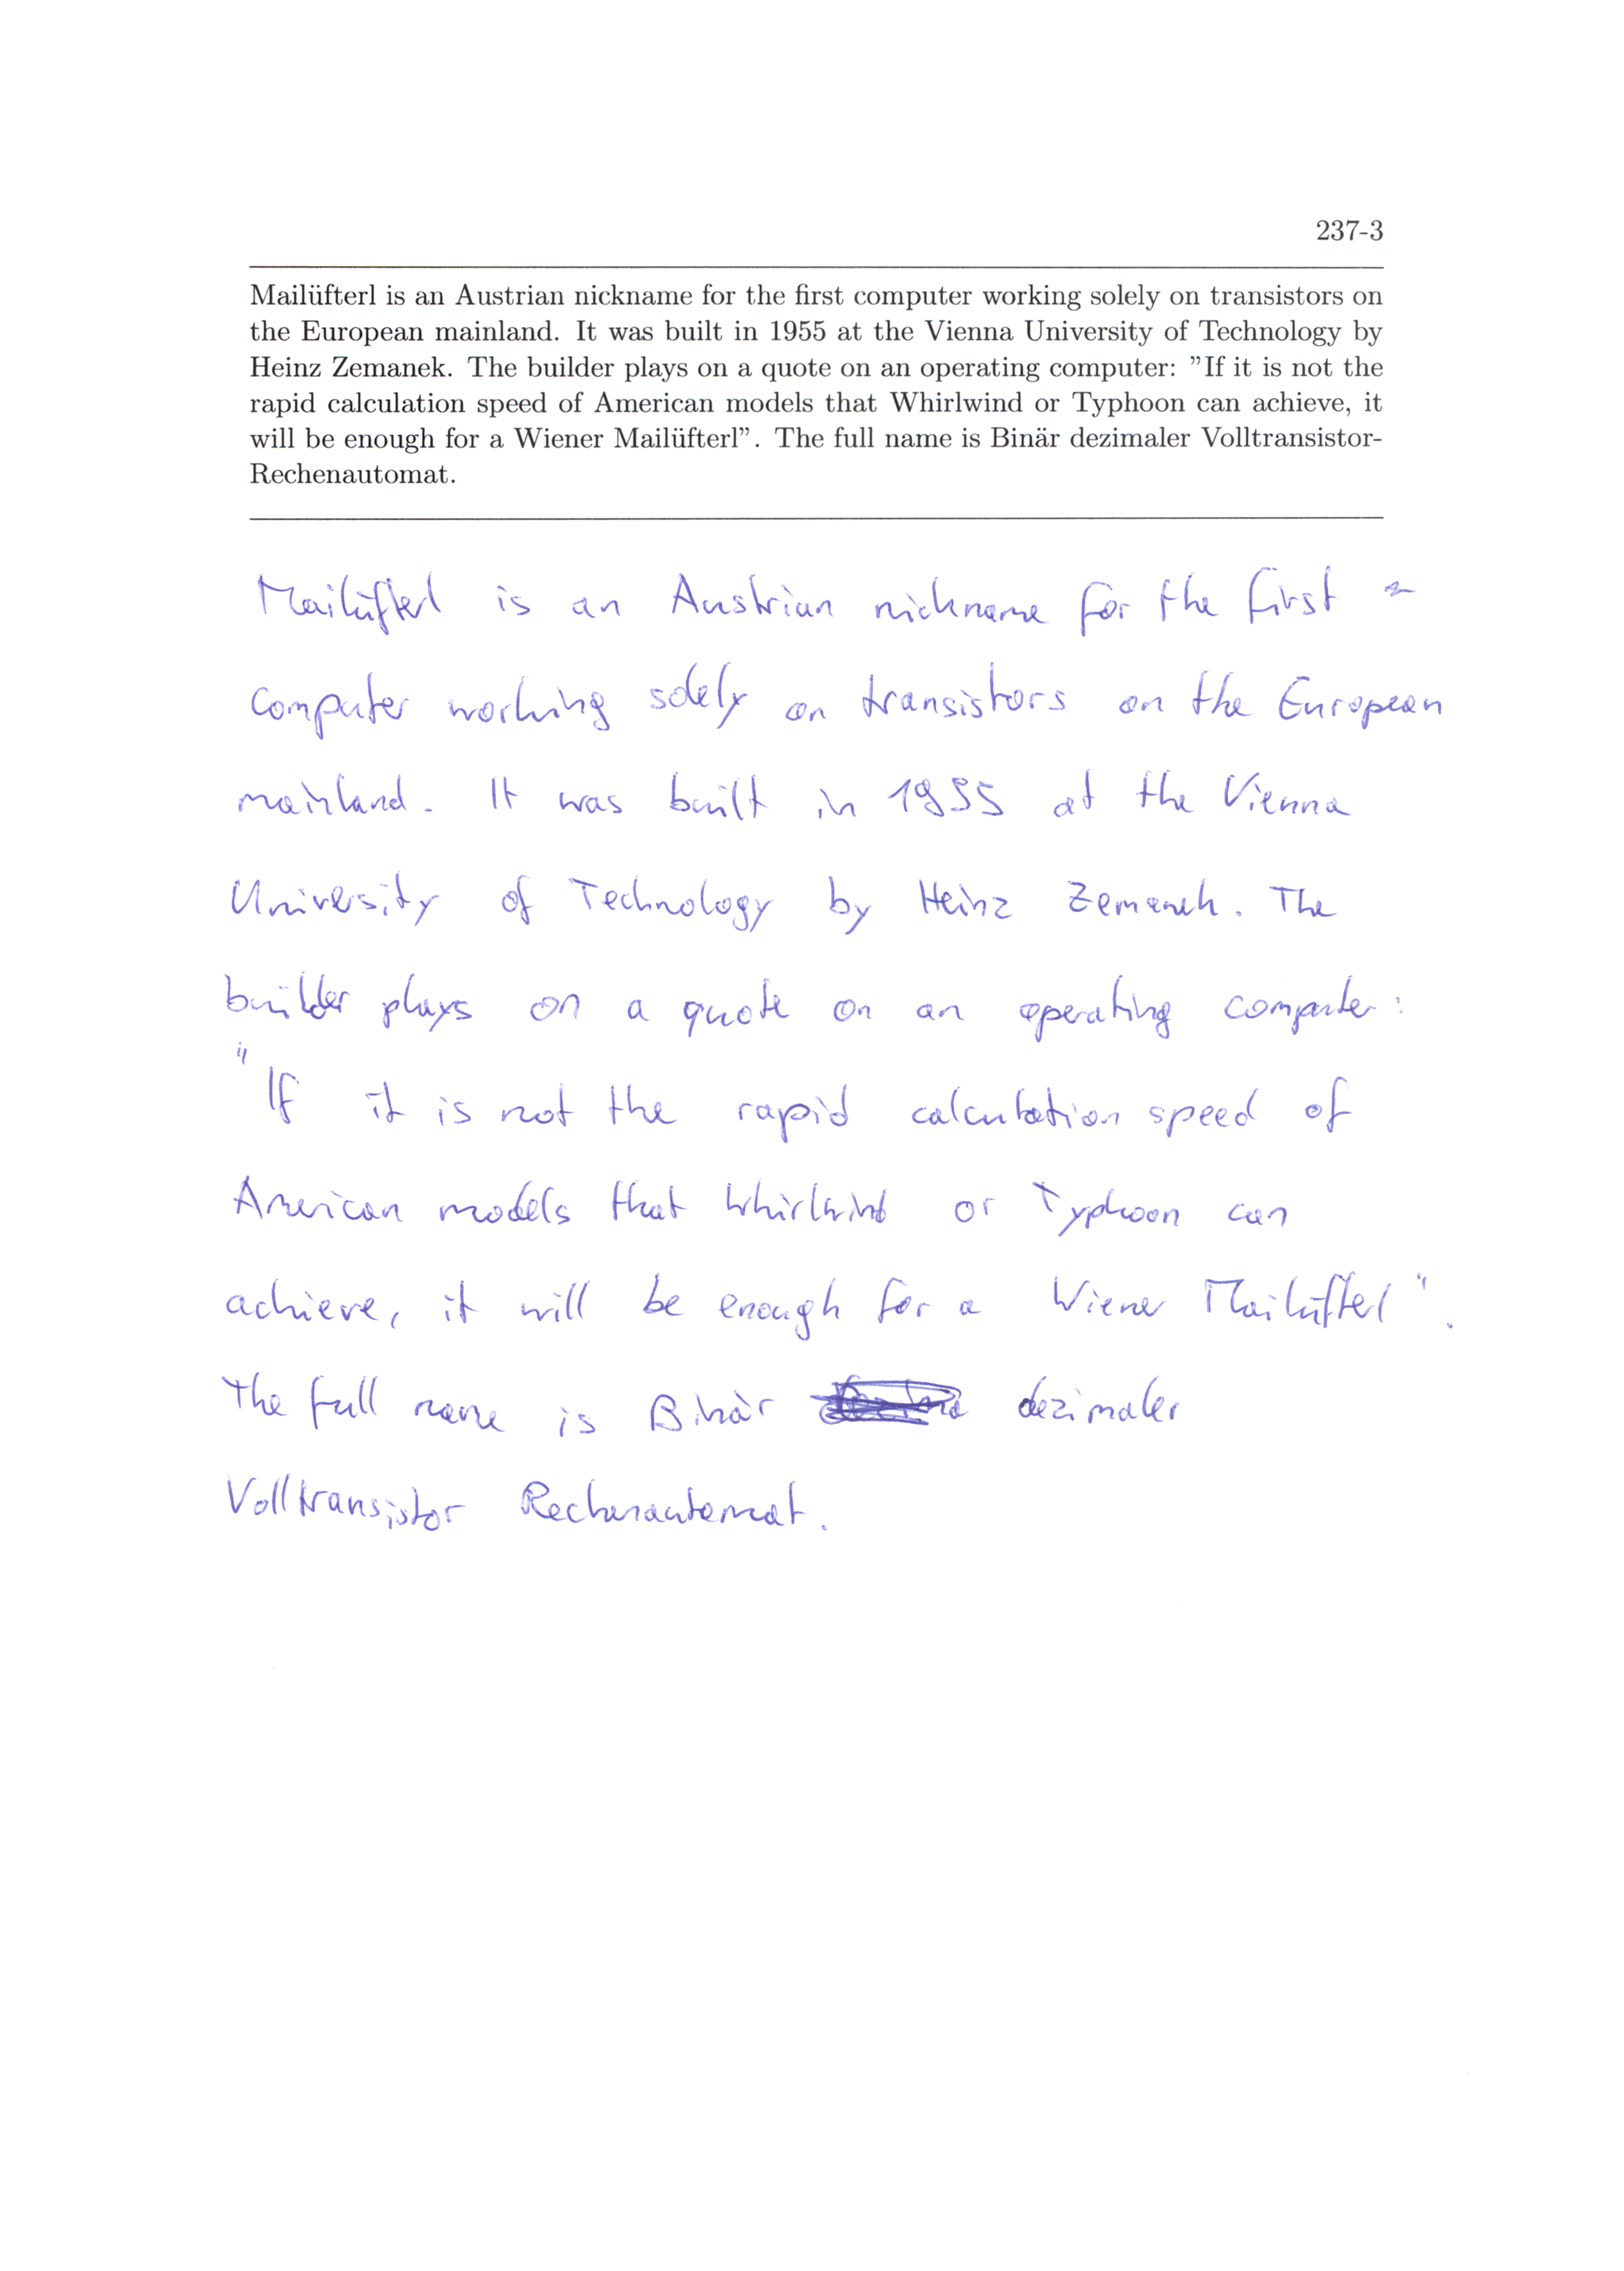 237-3
Mailüfterl is an Austrian nickname for the first computer working solely on transistors on
the European mainland. It was built in 1955 at the Vienna University of Technology by
Heinz Zemanek. The builder plays on a quote on an operating computer: ”If it is not the
rapid calculation speed of American models that Whirlwind or Typhoon can achieve, it
will be enough for a Wiener Mailüfterl”. The full name is Binär dezimaler Volltransistor-
Rechenautomat.
Mailüfterl is an Austrian nickname for the first
computer working solely on transistors on the European
mainland. It was built in 1955 at the Vienna
University of Technology by Heinz Zemanek. The
builder plays on a quote on an operating computer:
"If it is not the rapid calculation speed of
American models that Whirlwind or Typhoon can
achieve, it will be enough for a Wiener Mailüfterl".
The full name is Binär dezimaler
Volltransistor Rechenautomat.